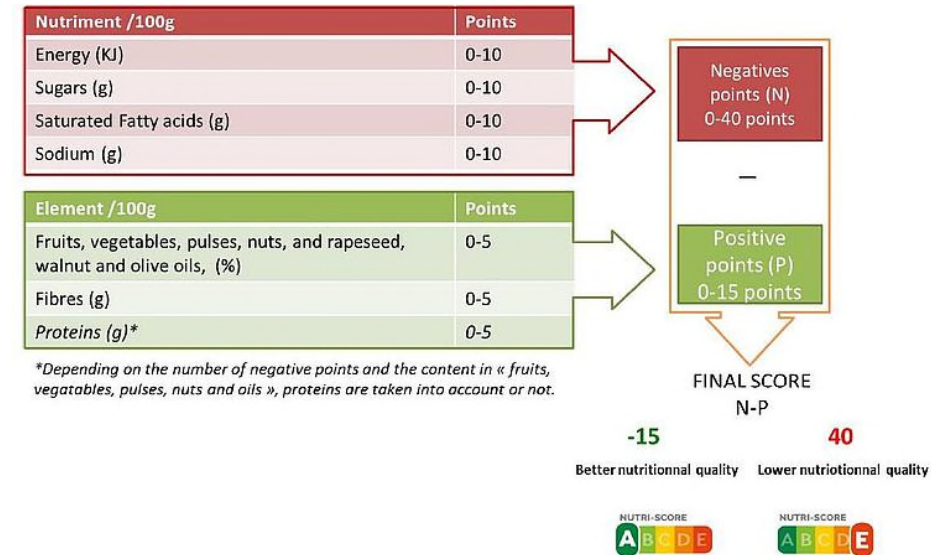 Nutriment /100g Points
Energy (KJ) 0-10
Sugars (g) 0-10
Saturated Fatty acids (g) 0-10
Sodium (g) 0-10
Negatives
points (N)
0-40 points
–
Element /100g Points
Fruits, vegetables, pulses, nuts, and rapeseed, 0-5
walnut and olive oils, (%)
Fibres (g) 0-5
Proteins (g)* 0-5
Positive
points (P)
0-15 points
*Depending on the number of negative points and the content in « fruits,
vegatables, pulses, nuts and oils », proteins are taken into account or not.
FINAL SCORE
N-P
-15 40
Better nutritionnal quality Lower nutriotionnal quality
NUTRI-SCORE NUTRI-SCORE
A B C D E A B C D E